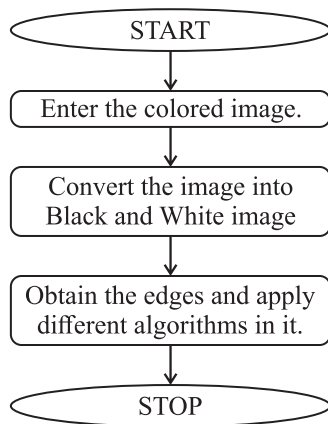 START
Enter the colored image.
Convert the image into
Black and White image
Obtain the edges and apply
different algorithms in it.
STOP